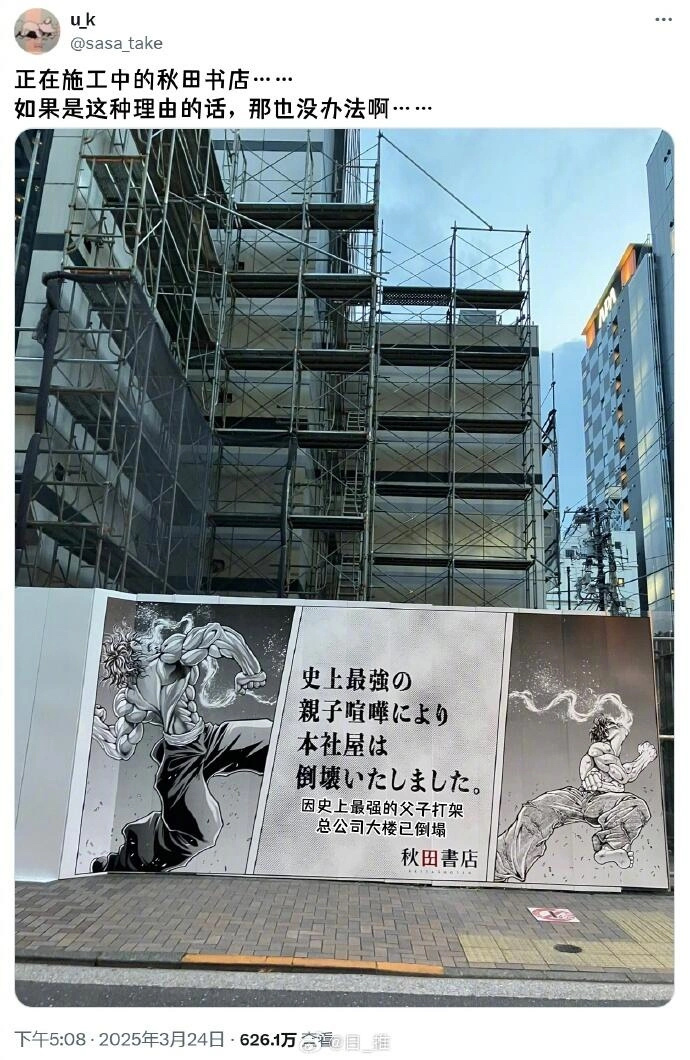 u_k
@sasa_take
正在施工中的秋田书店……
如果是这种理由的话，那也没办法啊……
APA
史上最強の
親子喧嘩により
本社屋は
倒壊いたしました。
因史上最强的父子打架
总公司大楼已倒塌
秋田書店
AKITASHOTEN
下午5:08 · 2025年3月24日 · 626.1万 查看
@日_推